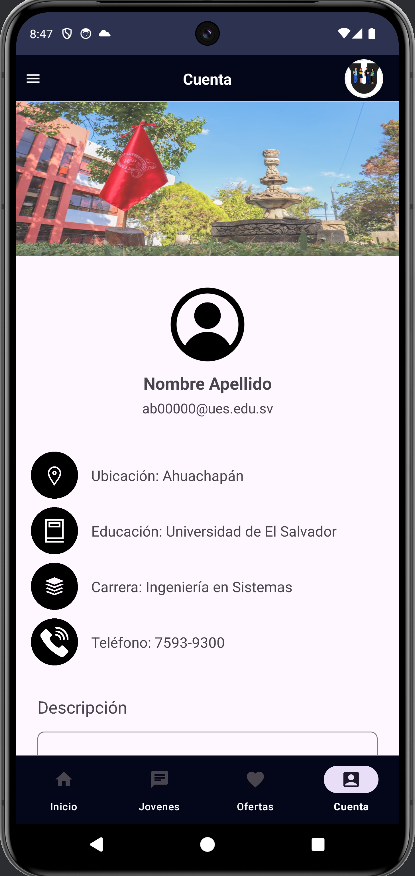 8:47
Cuenta
Nombre Apellido
ab00000@ues.edu.sv
Ubicación: Ahuachapán
Educación: Universidad de El Salvador
Carrera: Ingeniería en Sistemas
Teléfono: 7593-9300
Descripción
Inicio
Jovenes
Ofertas
Cuenta